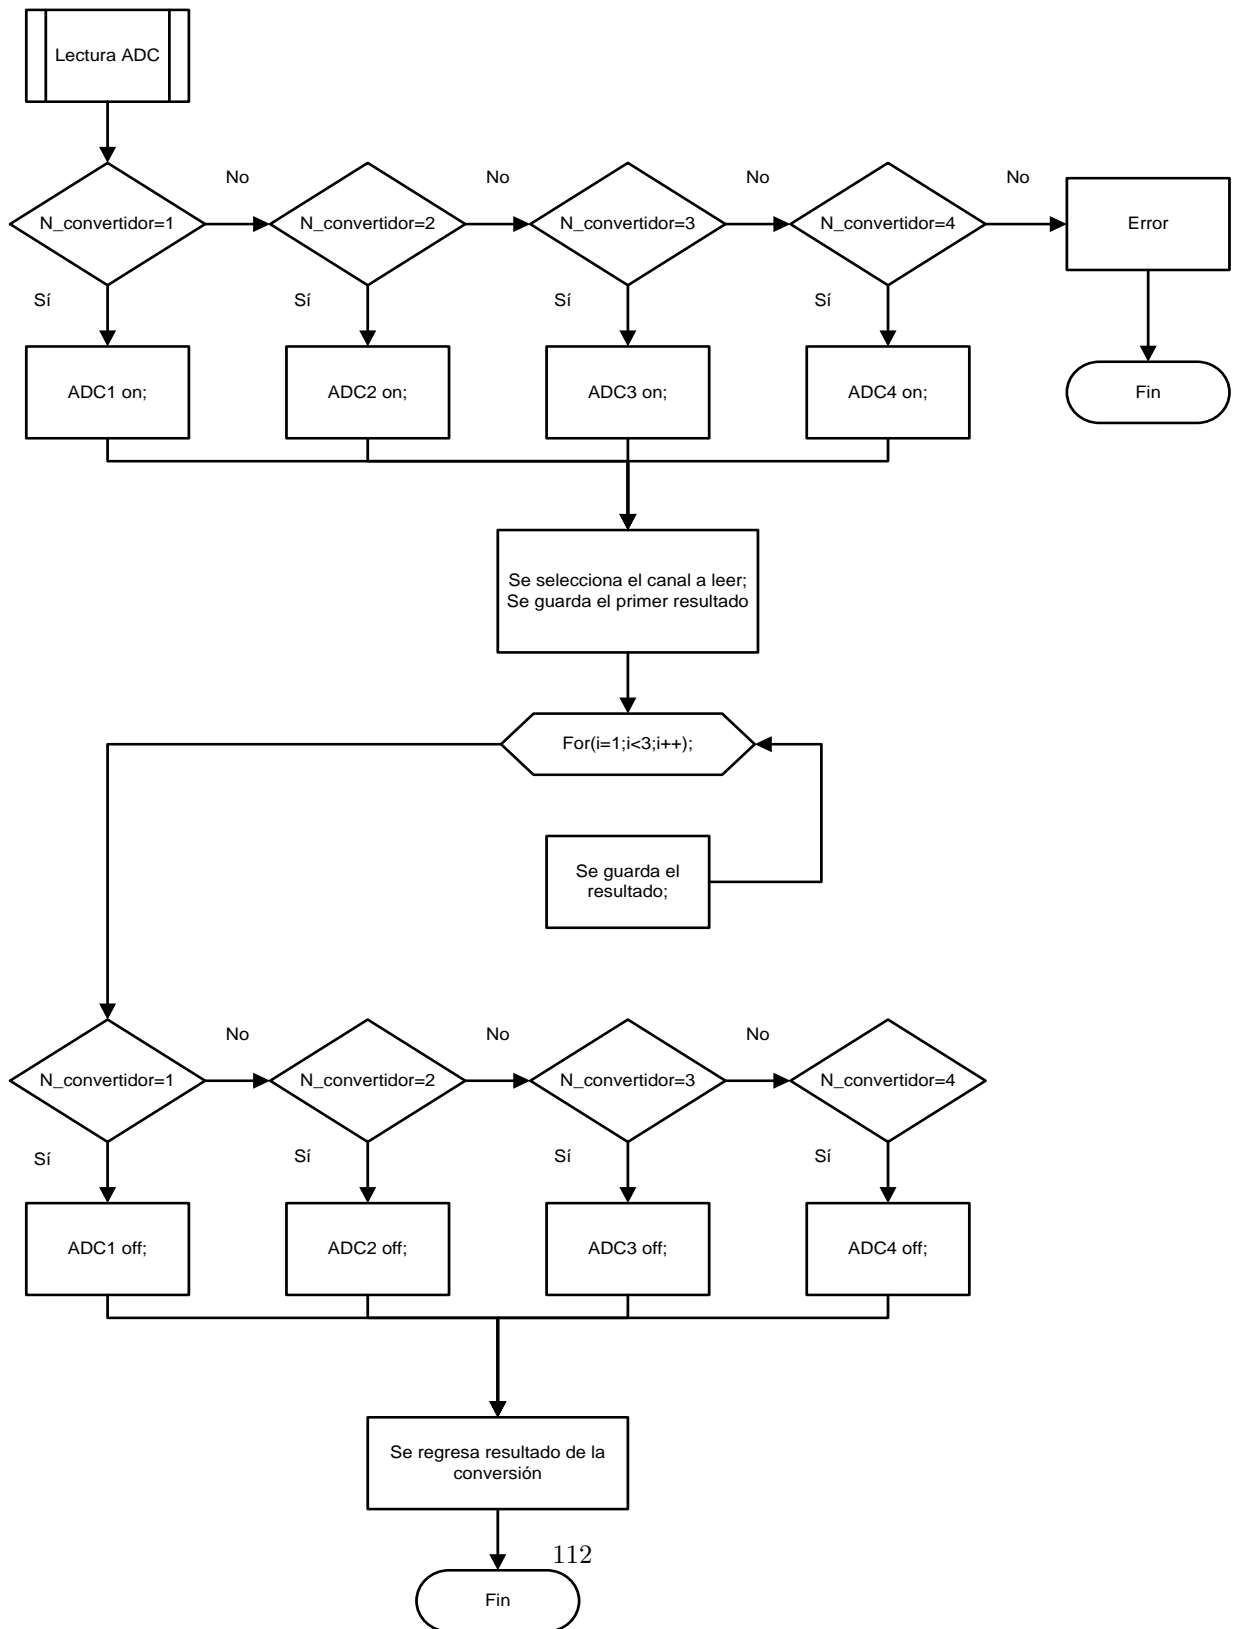 Lectura ADC
No
No
No
No
N_convertidor=1
N_convertidor=2
N_convertidor=3
N_convertidor=4
Error
Sí
Sí
Sí
Sí
ADC1 on;
ADC2 on;
ADC3 on;
ADC4 on;
Fin
Se selecciona el canal a leer;
Se guarda el primer resultado
For(i=1;i<3;i++);
Se guarda el
resultado;
No
No
No
N_convertidor=1
N_convertidor=2
N_convertidor=3
N_convertidor=4
Sí
Sí
Sí
Sí
ADC1 off;
ADC2 off;
ADC3 off;
ADC4 off;
Se regresa resultado de la
conversión
112
Fin